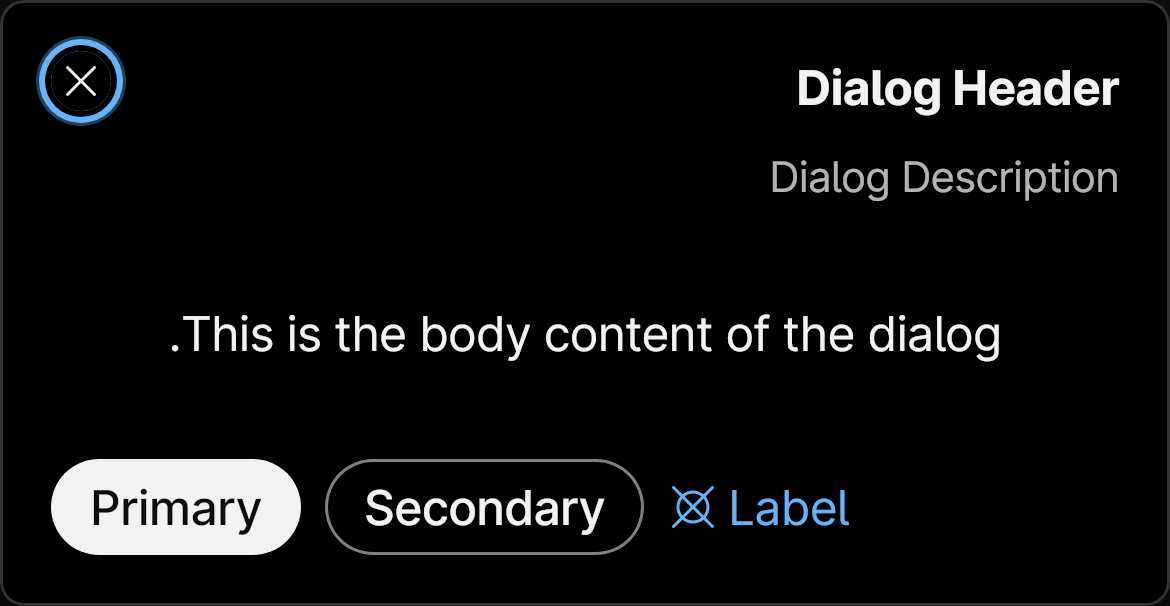 Dialog Header
Dialog Description
.This is the body content of the dialog
Primary
Secondary
Label